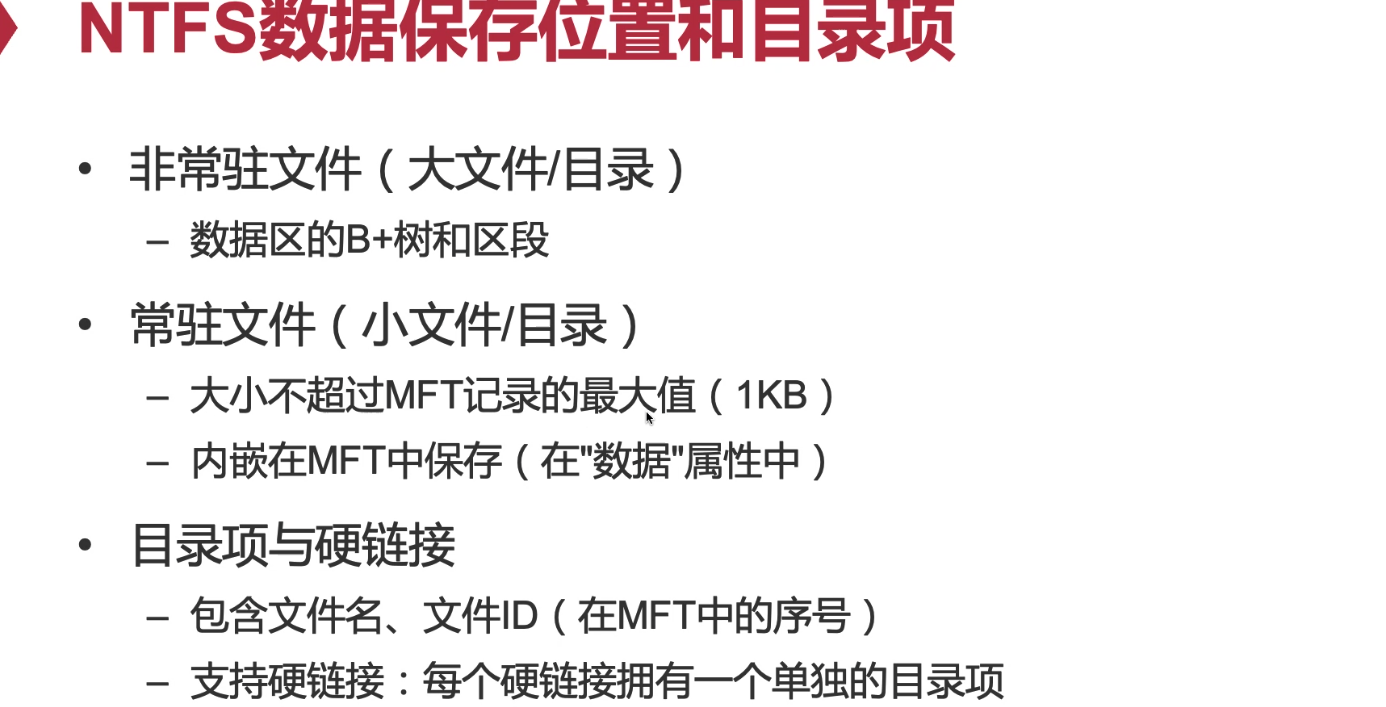 NTFS数据保存位置和目录项
• 非常驻文件（大文件/目录）
– 数据区的B+树和区段
• 常驻文件（小文件/目录）
– 大小不超过MFT记录的最大值（1KB）
– 内嵌在MFT中保存（在"数据"属性中）
• 目录项与硬链接
– 包含文件名、文件ID（在MFT中的序号）
– 支持硬链接：每个硬链接拥有一个单独的目录项